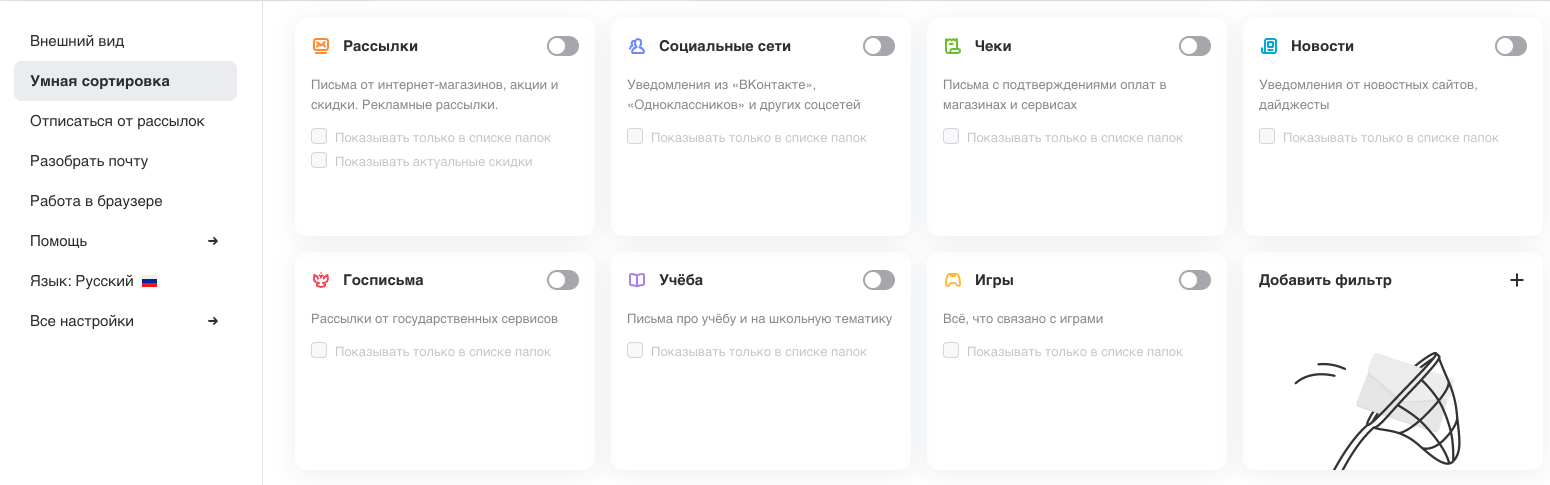 Внешний вид
Умная сортировка
Отписаться от рассылок
Разобрать почту
Работа в браузере
Помощь
Язык: Русский
Все настройки
Рассылки
Письма от интернет-магазинов, акции и
скидки. Рекламные рассылки.
Показывать только в списке папок
Показывать актуальные скидки
Социальные сети
Уведомления из «ВКонтакте»,
«Одноклассников» и других соцсетей
Показывать только в списке папок
Чеки
Письма с подтверждениями оплат в
магазинах и сервисах
Показывать только в списке папок
Новости
Уведомления от новостных сайтов,
дайджесты
Показывать только в списке папок
Госписьма
Рассылки от государственных сервисов
Показывать только в списке папок
Учёба
Письма про учёбу и на школьную тематику
Показывать только в списке папок
Игры
Всё, что связано с играми
Показывать только в списке папок
Добавить фильтр